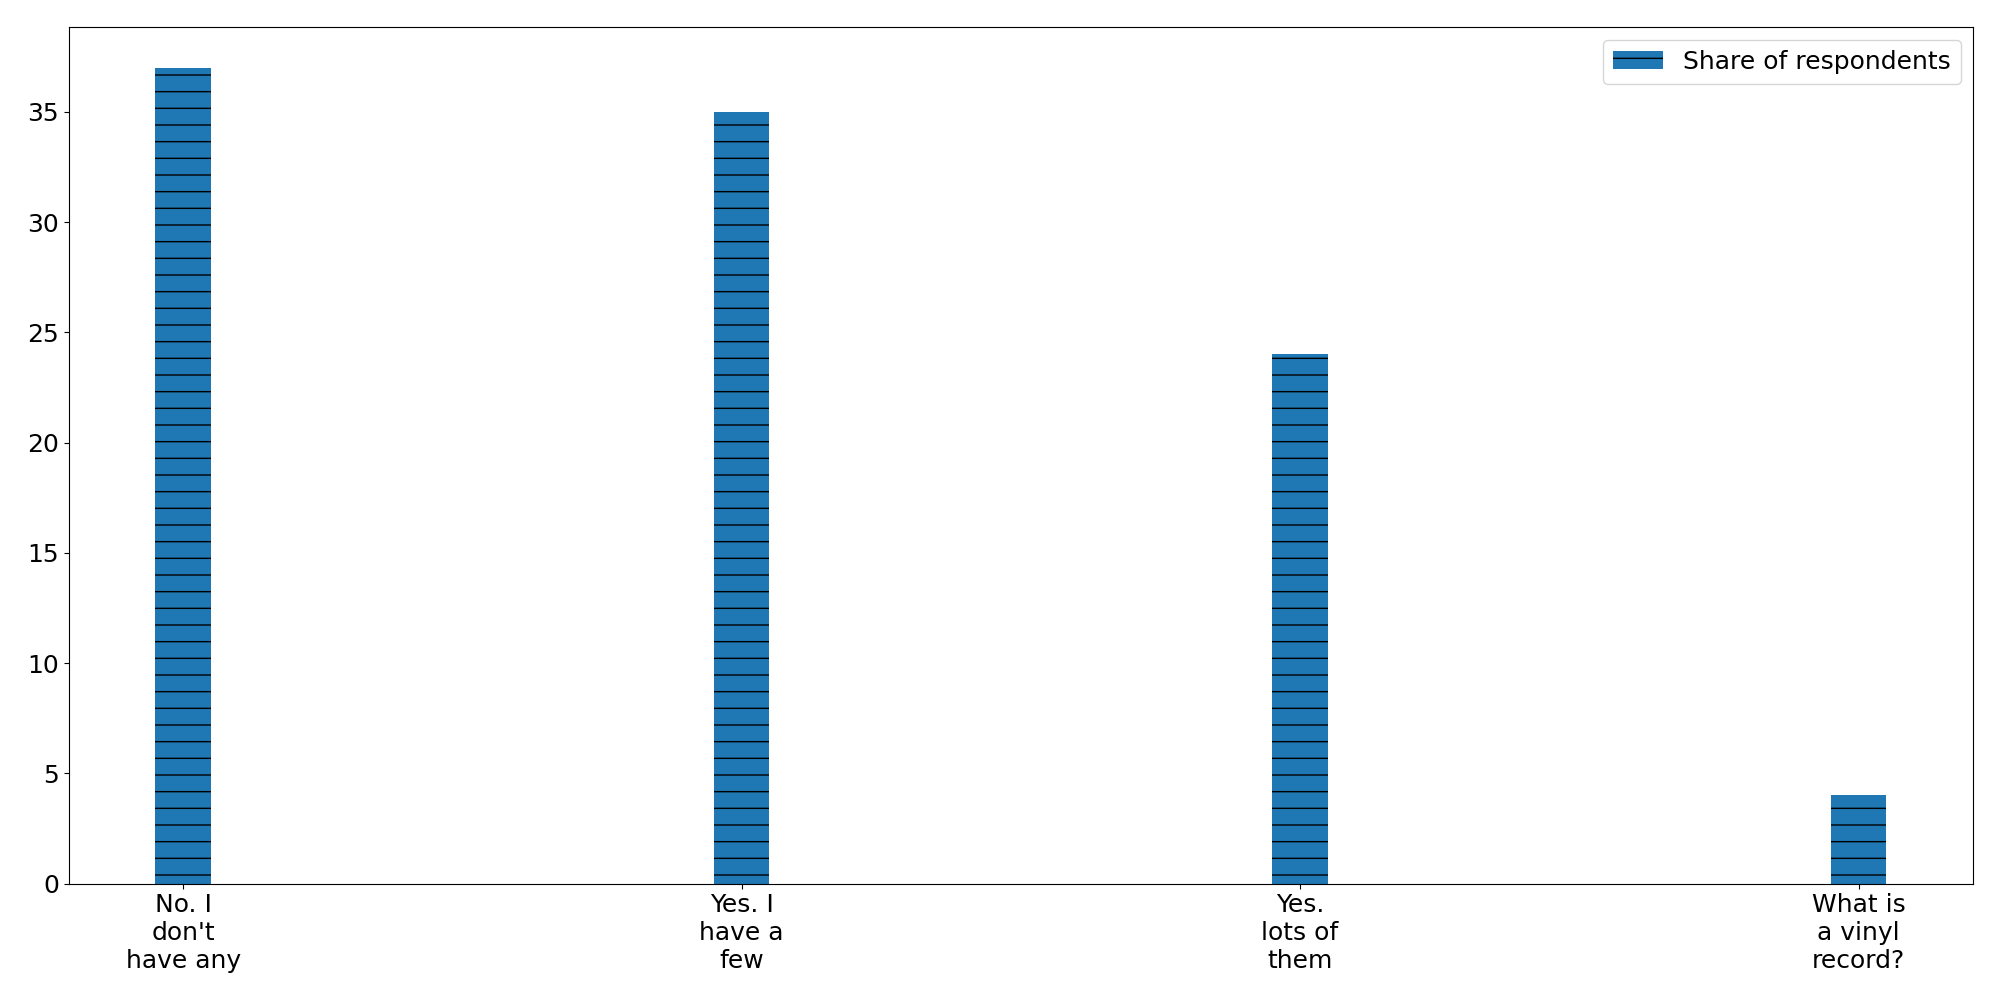 Share of respondents
35
30
25
20
15
10
5
0
No. I
don't
have any
Yes. I
have a
few
Yes.
lots of
them
What is
a vinyl
record?